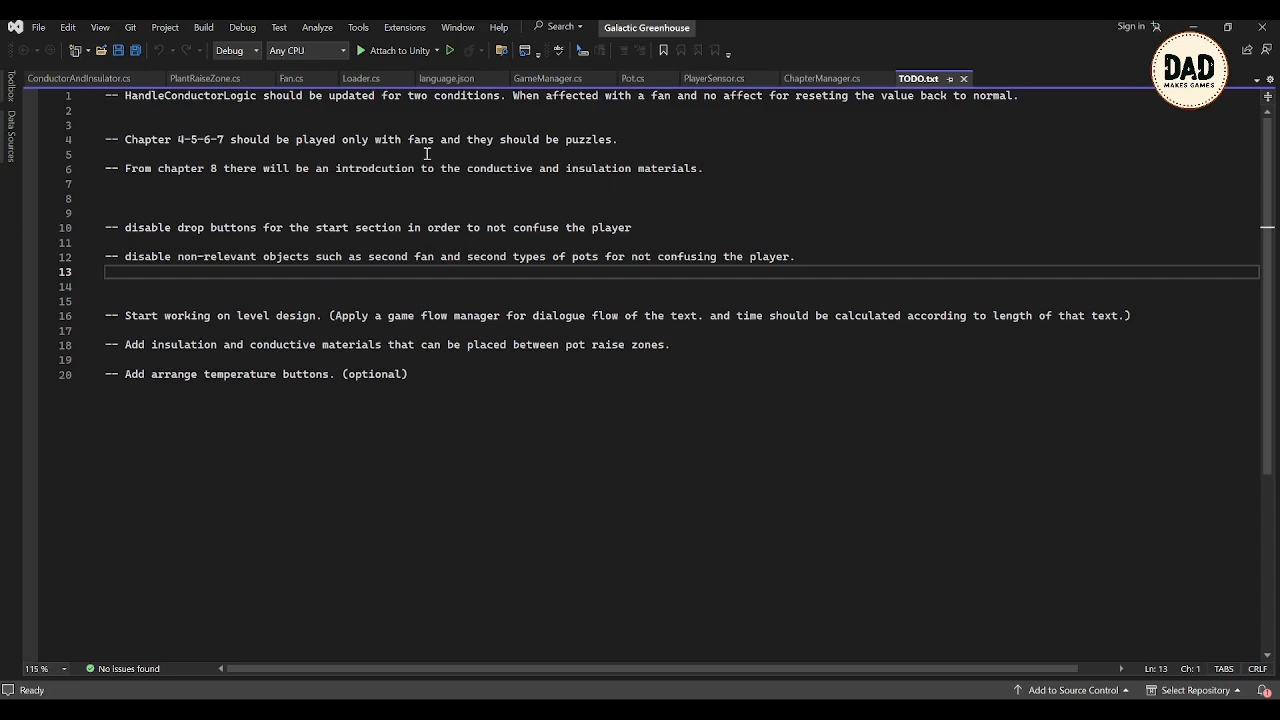 File Edit View Git Project Build Debug Test Analyze Tools Extensions Window Help Search Galactic Greenhouse Sign in
Debug Any CPU Attach to Unity
DAD
MAKES GAMES
ConductorAndInsulator.cs PlantRaiseZone.cs Fan.cs Loader.cs language.json GameManager.cs Pot.cs PlayerSensor.cs ChapterManager.cs TODO.txt
Toolbox
Data Sources
1 -- HandleConductorLogic should be updated for two conditions. When affected with a fan and no affect for reseting the value back to normal.
2
3
4 -- Chapter 4-5-6-7 should be played only with fans and they should be puzzles.
5
6 -- From chapter 8 there will be an introdcution to the conductive and insulation materials.
7
8
9
10 -- disable drop buttons for the start section in order to not confuse the player
11
12 -- disable non-relevant objects such as second fan and second types of pots for not confusing the player.
13
14
15
16 -- Start working on level design. (Apply a game flow manager for dialogue flow of the text. and time should be calculated according to length of that text.)
17
18 -- Add insulation and conductive materials that can be placed between pot raise zones.
19
20 -- Add arrange temperature buttons. (optional)
115 % No issues found Ln: 13 Ch: 1 TABS CRLF
Ready Add to Source Control Select Repository 1